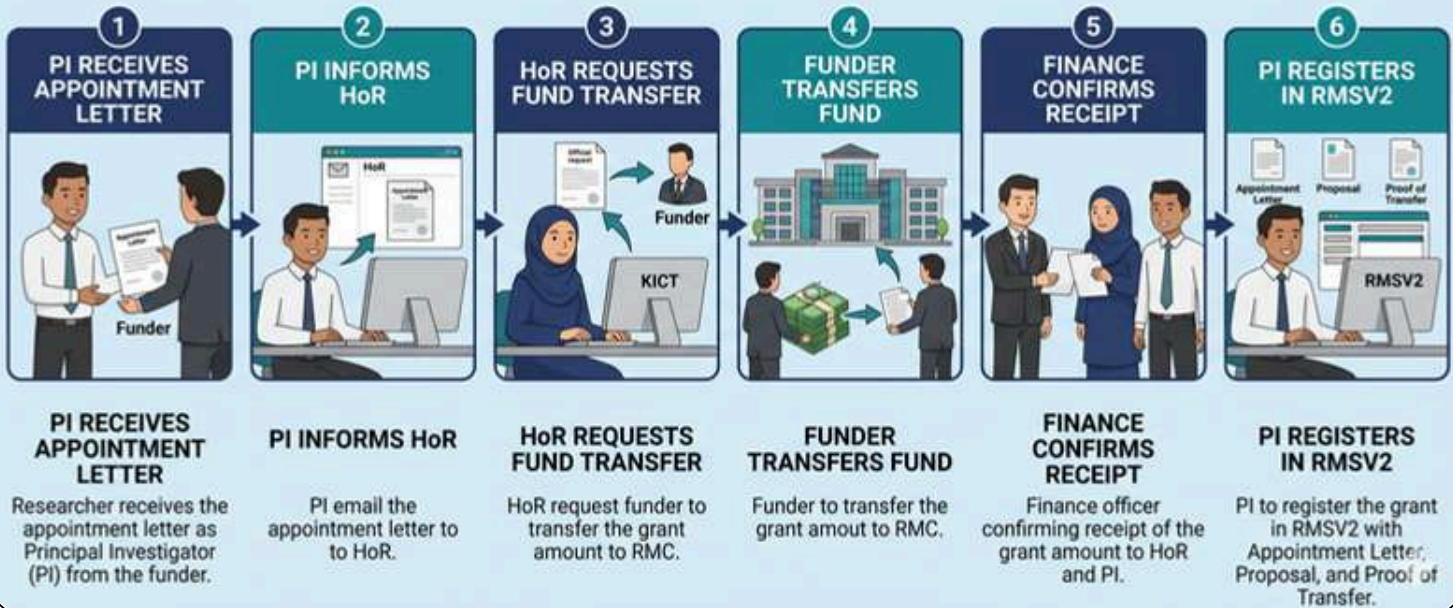 1
PI RECEIVES
APPOINTMENT
LETTER
Appointment
Letter
Funder
2
PI INFORMS
HoR
HoR
Appointment
Letter
3
HoR REQUESTS
FUND TRANSFER
Official
request
Funder
KICT
4
FUNDER
TRANSFERS
FUND
5
FINANCE
CONFIRMS
RECEIPT
6
PI REGISTERS
IN RMSV2
Appointment
Letter
Proposal
Proof of
Transfer
RMSV2
PI RECEIVES
APPOINTMENT
LETTER
Researcher receives the
appointment letter as
Principal Investigator
(PI) from the funder.
PI INFORMS HoR
PI email the
appointment letter to
to HoR.
HoR REQUESTS
FUND TRANSFER
HoR request funder to
transfer the grant
amount to RMC.
FUNDER
TRANSFERS FUND
Funder to transfer the
grant amout to RMC.
FINANCE
CONFIRMS
RECEIPT
Finance officer
confirming receipt of the
grant amount to HoR
and PI.
PI REGISTERS
IN RMSV2
PI to register the grant
in RMSV2 with
Appointment Letter,
Proposal, and Proof of
Transfer.